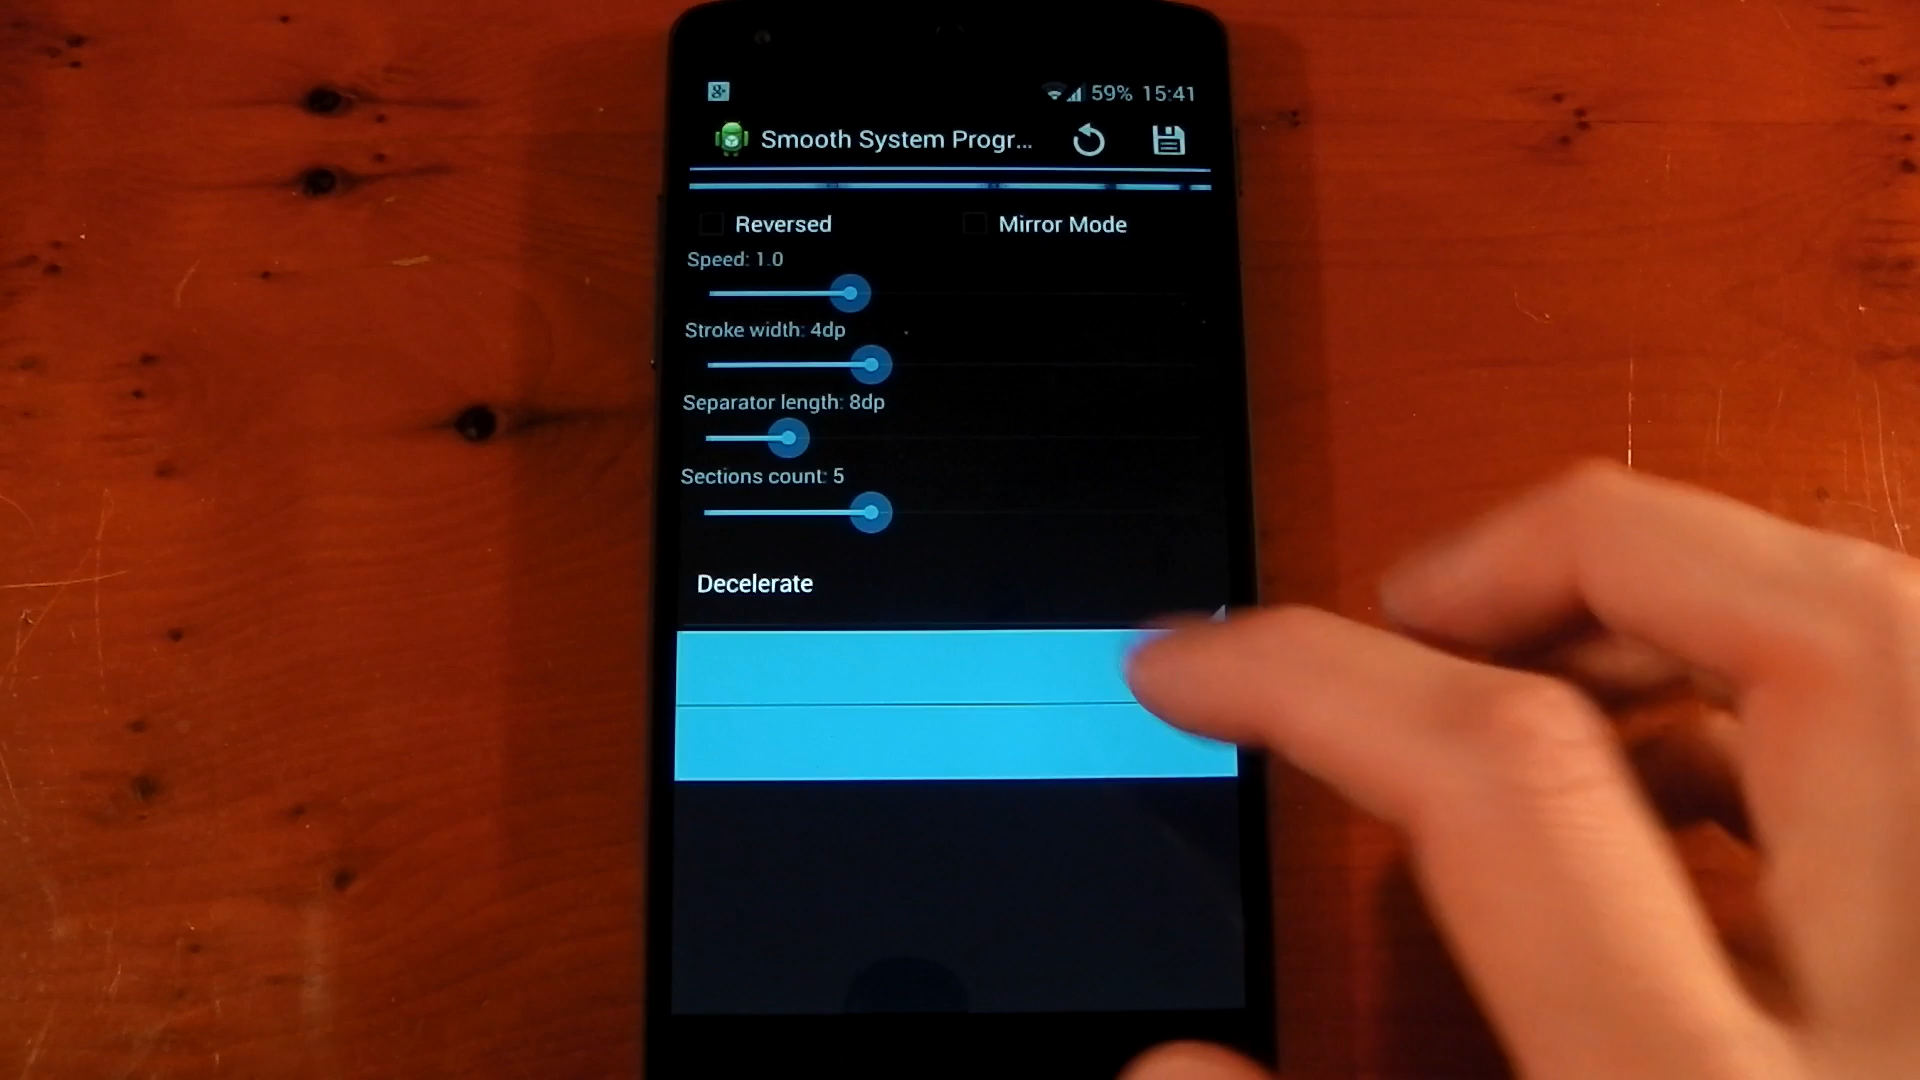 59% 15:41
Smooth System Progr...
Reversed Mirror Mode
Speed: 1.0
Stroke width: 4dp
Separator length: 8dp
Sections count: 5
Decelerate